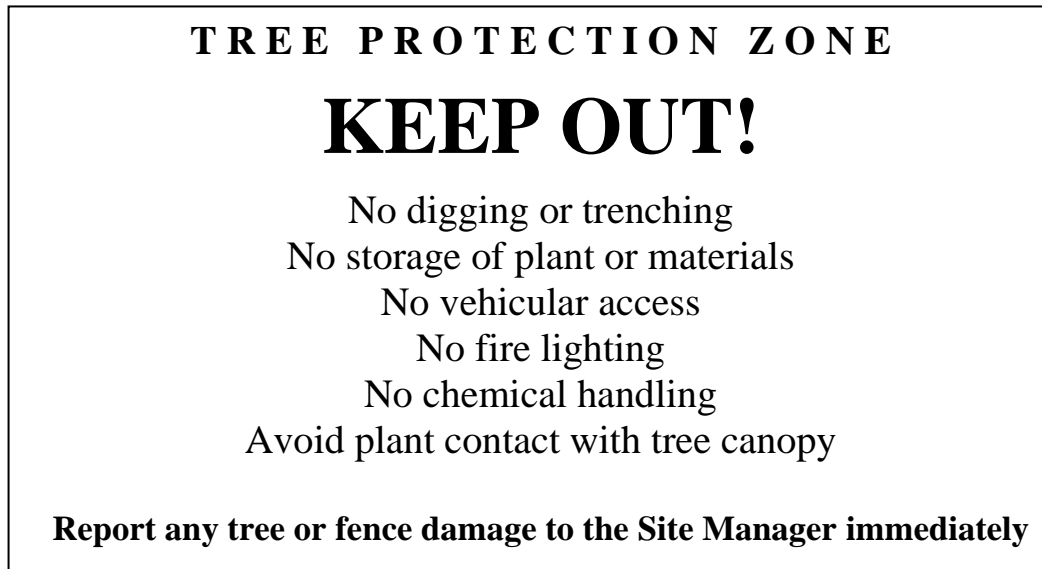 TREE PROTECTION ZONE
KEEP OUT!
No digging or trenching
No storage of plant or materials
No vehicular access
No fire lighting
No chemical handling
Avoid plant contact with tree canopy
Report any tree or fence damage to the Site Manager immediately